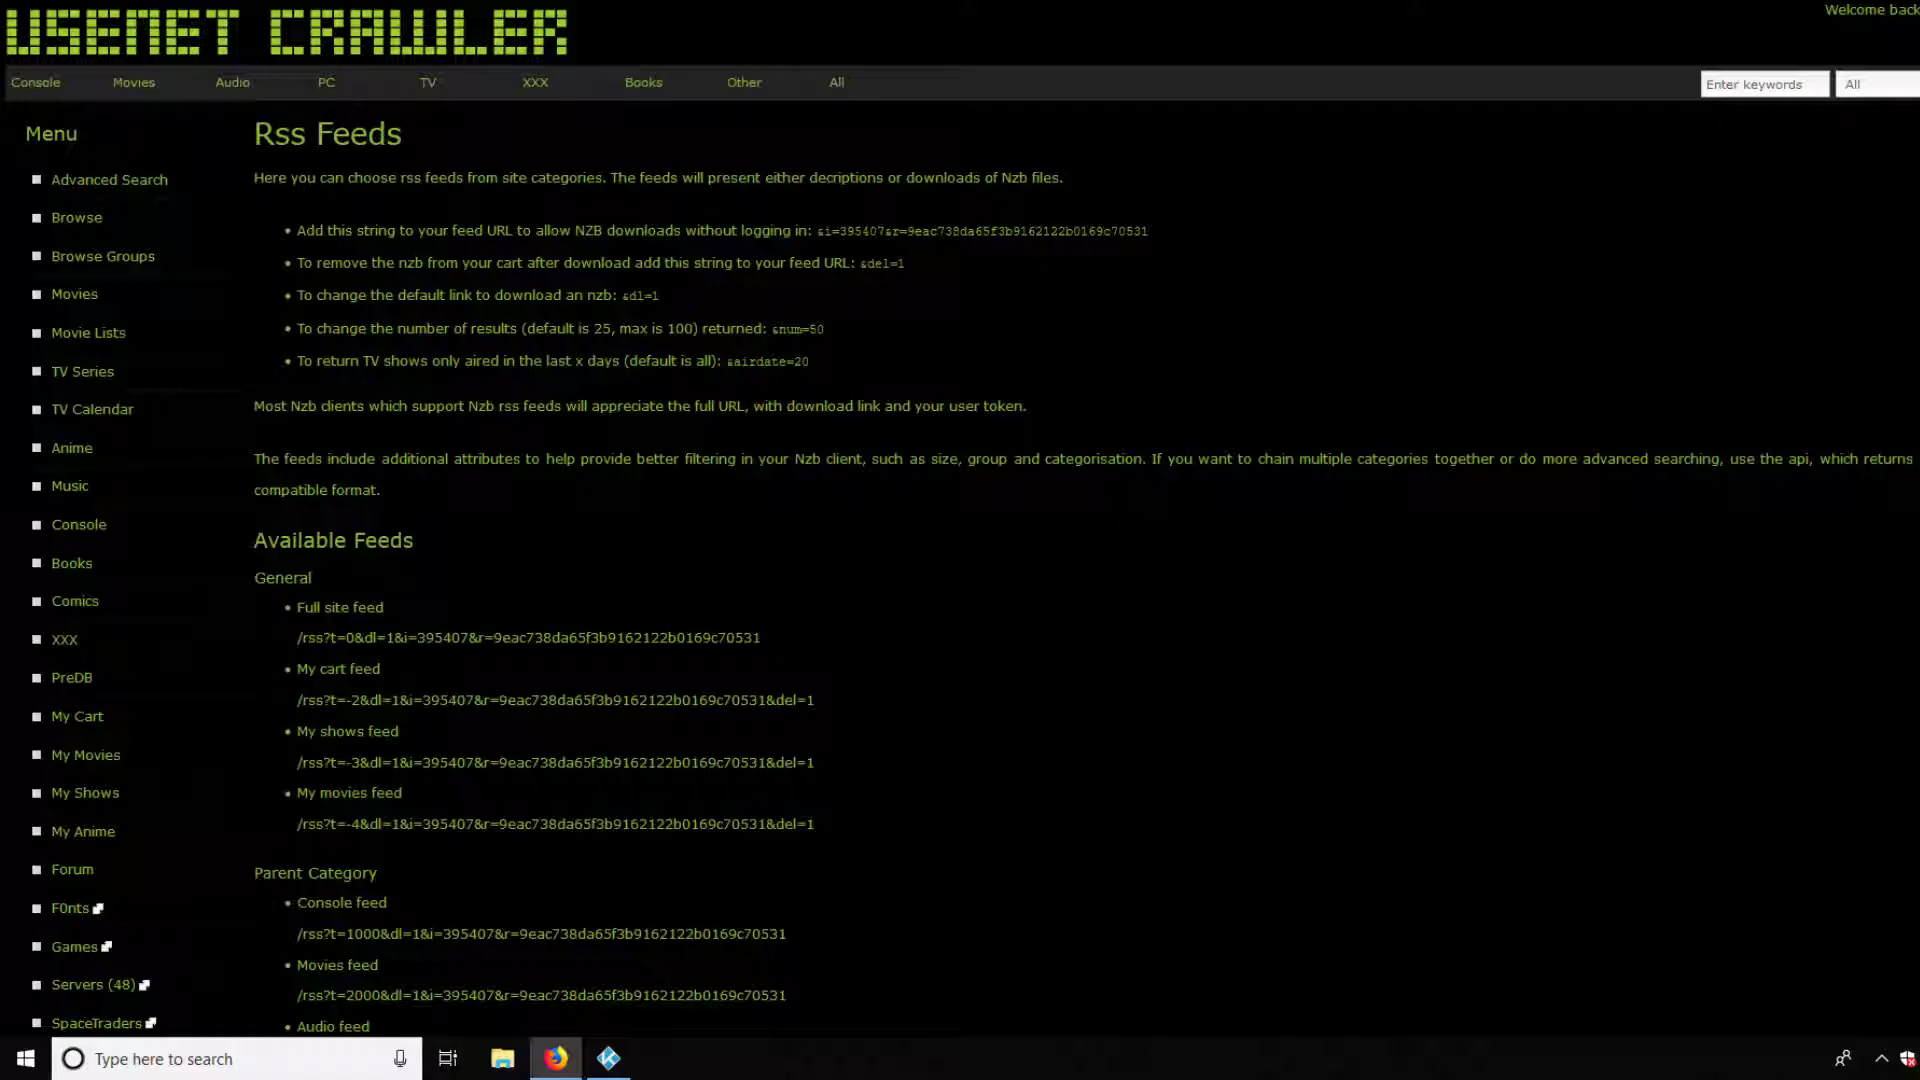 USENET CRAWLER
Welcome back
Console Movies Audio PC TV XXX Books Other All
Enter keywords All
Menu
Advanced Search
Browse
Browse Groups
Movies
Movie Lists
TV Series
TV Calendar
Anime
Music
Console
Books
Comics
XXX
PreDB
My Cart
My Movies
My Shows
My Anime
Forum
F0nts
Games
Servers (48)
SpaceTraders
Rss Feeds
Here you can choose rss feeds from site categories. The feeds will present either decriptions or downloads of Nzb files.
• Add this string to your feed URL to allow NZB downloads without logging in: &i=395407&r=9eac738da65f3b9162122b0169c70531
• To remove the nzb from your cart after download add this string to your feed URL: &del=1
• To change the default link to download an nzb: &dl=1
• To change the number of results (default is 25, max is 100) returned: &num=50
• To return TV shows only aired in the last x days (default is all): &airdate=20
Most Nzb clients which support Nzb rss feeds will appreciate the full URL, with download link and your user token.
The feeds include additional attributes to help provide better filtering in your Nzb client, such as size, group and categorisation. If you want to chain multiple categories together or do more advanced searching, use the api, which returns
compatible format.
Available Feeds
General
• Full site feed
/rss?t=0&dl=1&i=395407&r=9eac738da65f3b9162122b0169c70531
• My cart feed
/rss?t=-2&dl=1&i=395407&r=9eac738da65f3b9162122b0169c70531&del=1
• My shows feed
/rss?t=-3&dl=1&i=395407&r=9eac738da65f3b9162122b0169c70531&del=1
• My movies feed
/rss?t=-4&dl=1&i=395407&r=9eac738da65f3b9162122b0169c70531&del=1
Parent Category
• Console feed
/rss?t=1000&dl=1&i=395407&r=9eac738da65f3b9162122b0169c70531
• Movies feed
/rss?t=2000&dl=1&i=395407&r=9eac738da65f3b9162122b0169c70531
• Audio feed
Type here to search